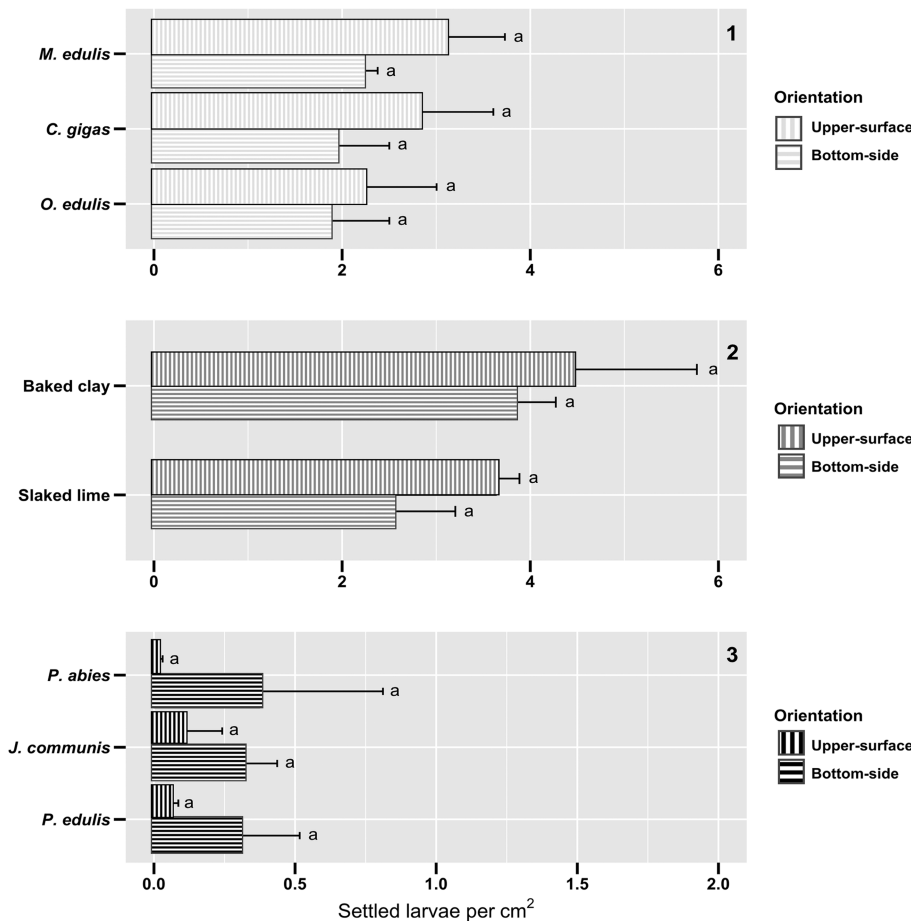 1
M. edulis
a
a
C. gigas
a
a
O. edulis
a
a
0 2 4 6
Orientation
Upper-surface
Bottom-side
2
Baked clay
a
a
Slaked lime
a
a
0 2 4 6
Orientation
Upper-surface
Bottom-side
3
P. abies
a
a
J. communis
a
a
P. edulis
a
a
0.0 0.5 1.0 1.5 2.0
Settled larvae per cm²
Orientation
Upper-surface
Bottom-side